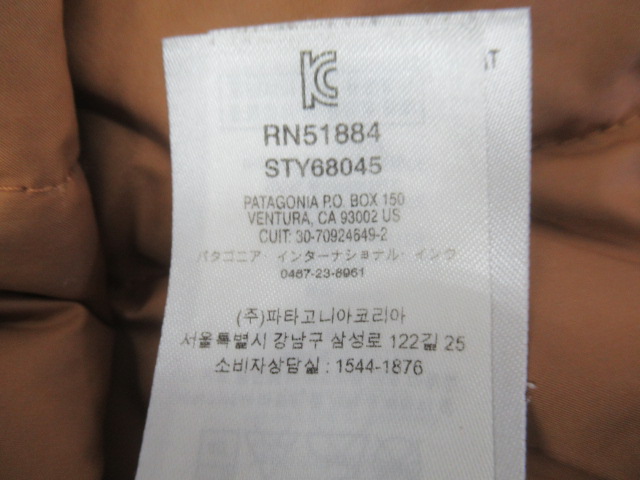 RN51884
STY68045
PATAGONIA P.O. BOX 150
VENTURA, CA 93002 US
CUIT: 30-70924649-2
パタゴニア・インターナショナル・インク
0467-23-8961
(주)파타고니아코리아
서울특별시 강남구 삼성로 122길 25
소비자상담실 : 1544-1876